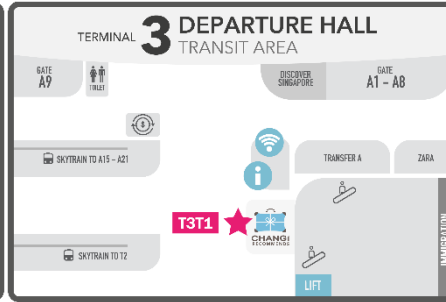 TERMINAL 3 DEPARTURE HALL
TRANSIT AREA
GATE
A9
TOILET
DISCOVER
SINGAPORE
GATE
A1 - A8
SKYTRAIN TO A15 - A21
TRANSFER A
ZARA
T3T1
CHANGI
RECOMMENDS
SKYTRAIN TO T2
LIFT
IMMIGRATION